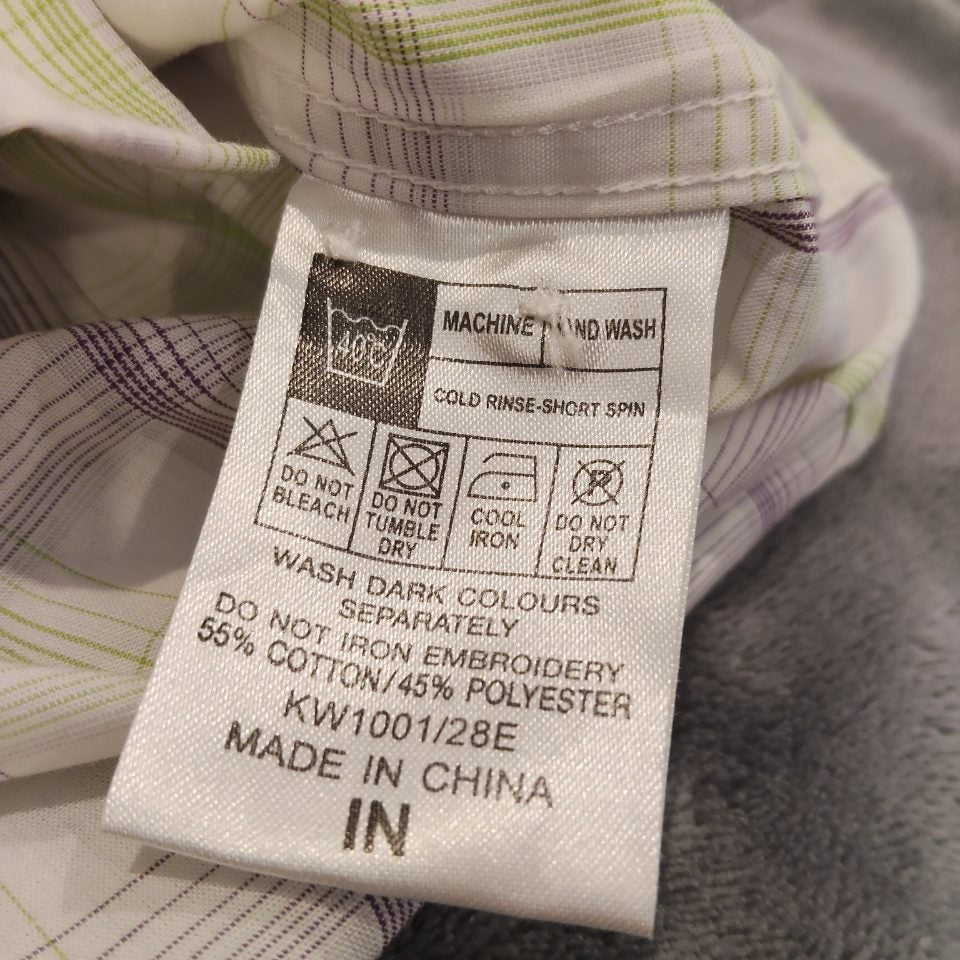 40°C
MACHINE ND WASH
COLD RINSE-SHORT SPIN
DO NOT
BLEACH
DO NOT
TUMBLE
DRY
COOL
IRON
P
DO NOT
DRY
CLEAN
WASH DARK COLOURS
SEPARATELY
DO NOT IRON EMBROIDERY
55% COTTON/45% POLYESTER
KW1001/28E
MADE IN CHINA
IN